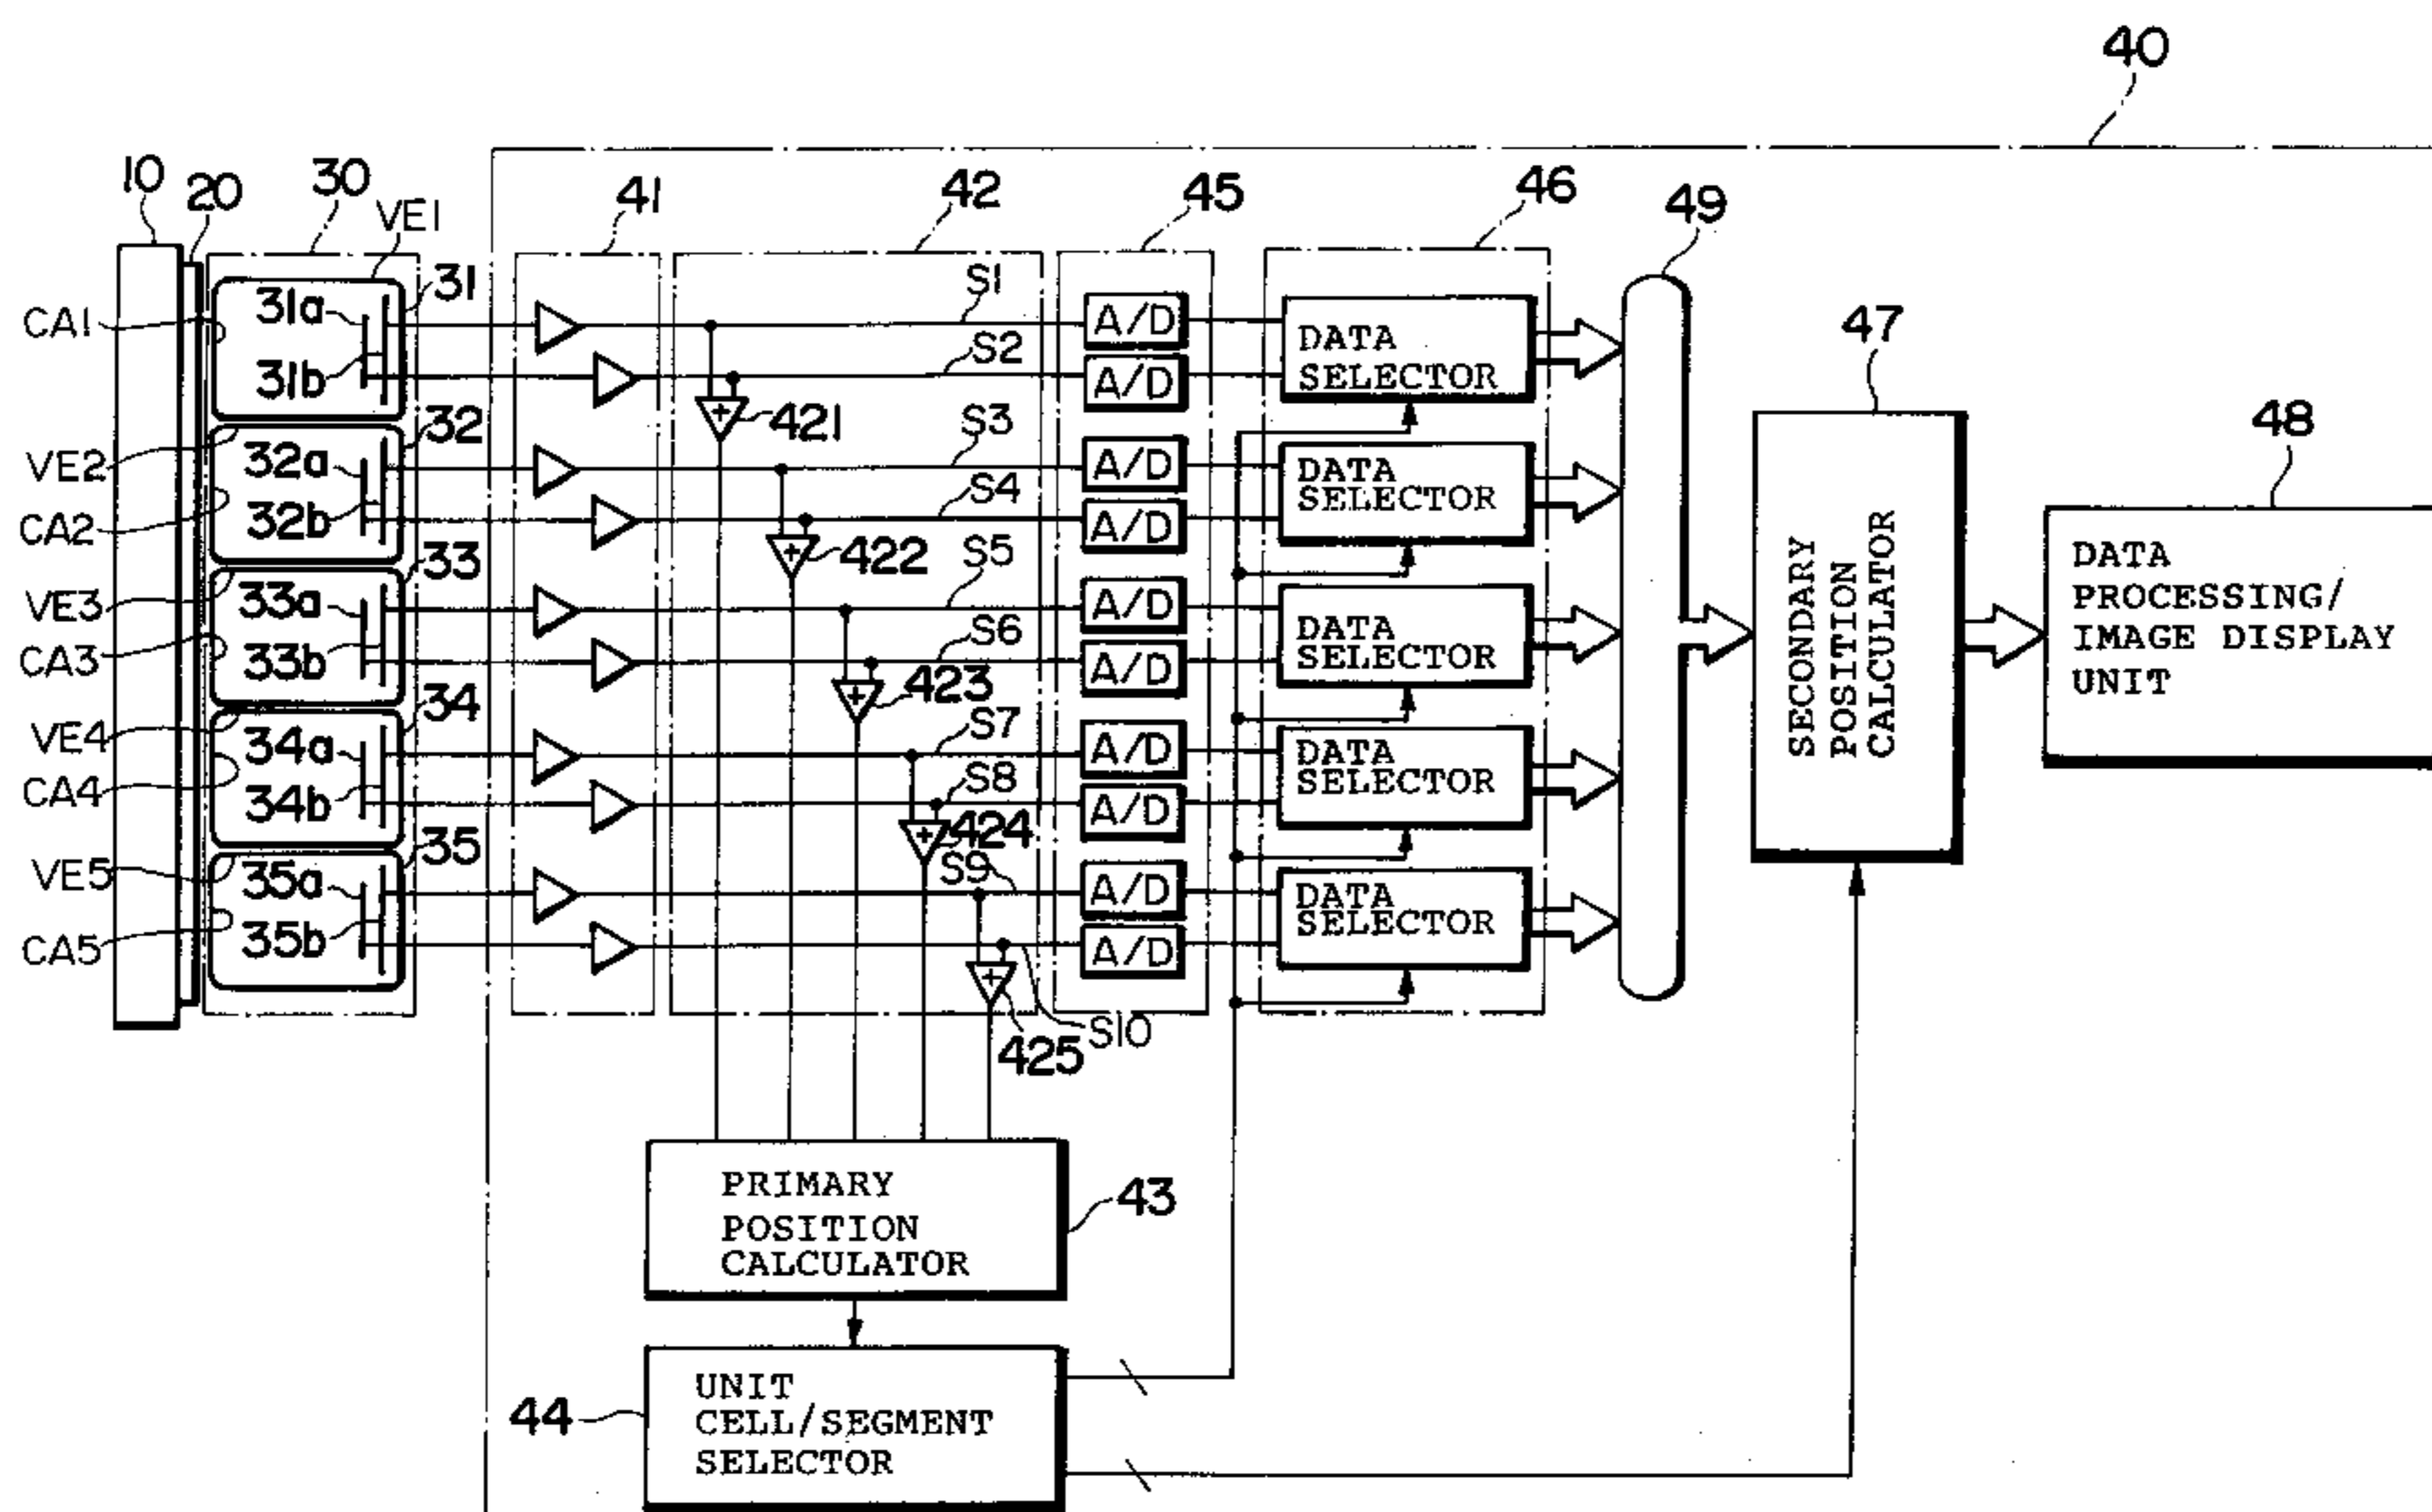 40
10
20
30
VE1
41
42
45
46
49
CA1
31a
31b
31
S1
S2
A/D
A/D
DATA
SELECTOR
421
47
VE2
CA2
32a
32b
32
S3
S4
A/D
A/D
DATA
SELECTOR
422
48
VE3
CA3
33a
33b
33
S5
S6
A/D
A/D
DATA
SELECTOR
423
SECONDARY
POSITION
CALCULATOR
DATA
PROCESSING/
IMAGE DISPLAY
UNIT
VE4
CA4
34a
34b
34
S7
S8
A/D
A/D
DATA
SELECTOR
424
VE5
CA5
35a
35b
35
S9
A/D
A/D
DATA
SELECTOR
425
S10
PRIMARY
POSITION
CALCULATOR
43
UNIT
CELL/SEGMENT
SELECTOR
44